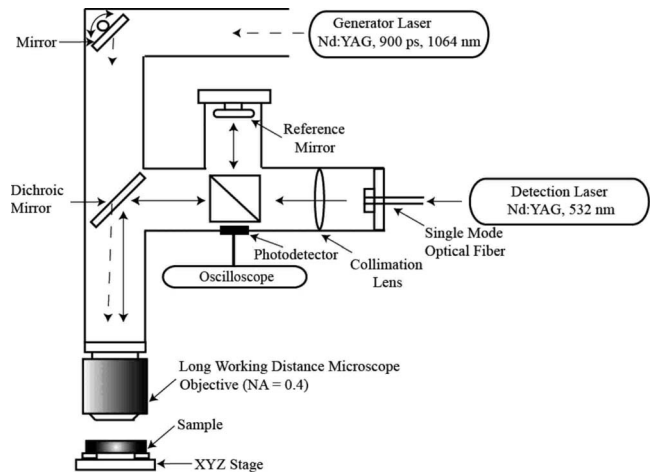 Generator Laser
Nd:YAG, 900 ps, 1064 nm
Mirror
Reference
Mirror
Dichroic
Mirror
Detection Laser
Nd:YAG, 532 nm
Single Mode
Optical Fiber
Photodetector
Collimation
Lens
Oscilloscope
Long Working Distance Microscope
Objective (NA = 0.4)
Sample
XYZ Stage